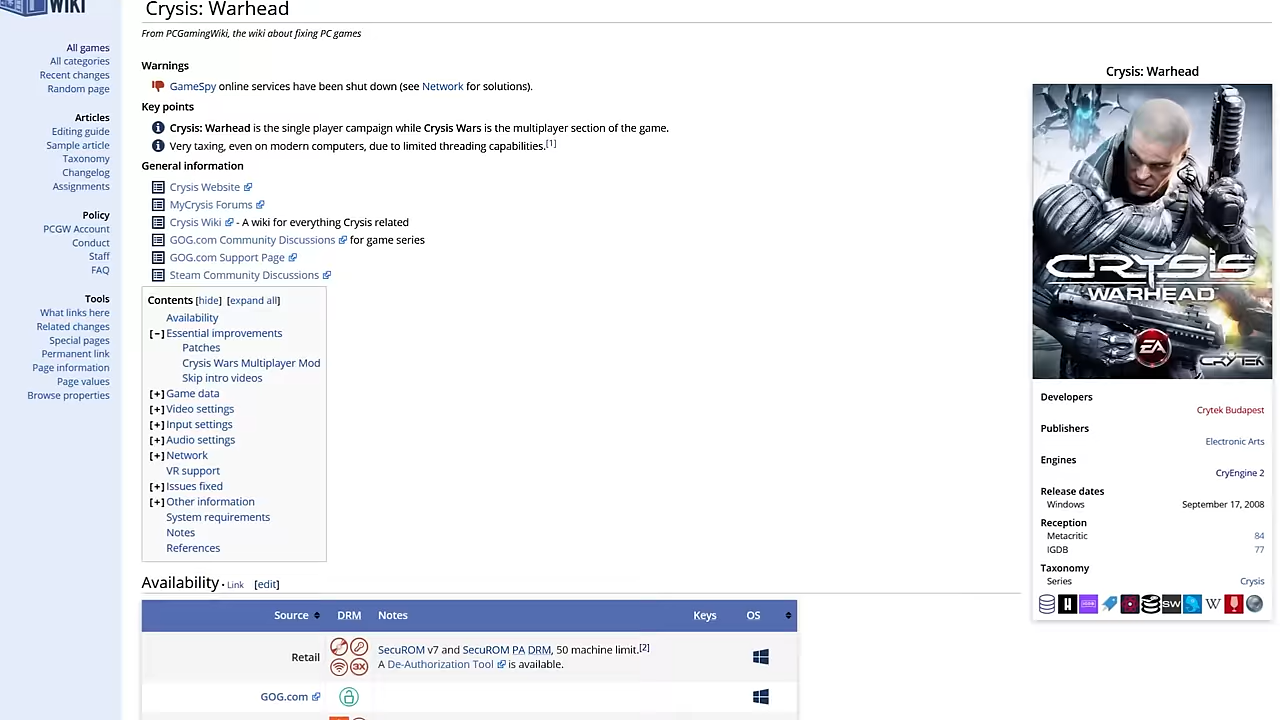 WIKI
Crysis: Warhead
From PCGamingWiki, the wiki about fixing PC games
All games
All categories
Recent changes
Random page
Articles
Editing guide
Sample article
Taxonomy
Changelog
Assignments
Policy
PCGW Account
Conduct
Staff
FAQ
Tools
What links here
Related changes
Special pages
Permanent link
Page information
Page values
Browse properties
Warnings
GameSpy online services have been shut down (see Network for solutions).
Key points
Crysis: Warhead is the single player campaign while Crysis Wars is the multiplayer section of the game.
Very taxing, even on modern computers, due to limited threading capabilities.[1]
General information
Crysis Website
MyCrysis Forums
Crysis Wiki - A wiki for everything Crysis related
GOG.com Community Discussions for game series
GOG.com Support Page
Steam Community Discussions
Contents [hide] [expand all]
Availability
[–] Essential improvements
Patches
Crysis Wars Multiplayer Mod
Skip intro videos
[+] Game data
[+] Video settings
[+] Input settings
[+] Audio settings
[+] Network
VR support
[+] Issues fixed
[+] Other information
System requirements
Notes
References
Availability · Link [edit]
Source DRM Notes Keys OS
Retail
3X
SecuROM v7 and SecuROM PA DRM, 50 machine limit.[2]
A De-Authorization Tool is available.
GOG.com
Crysis: Warhead
CRYSIS
WARHEAD
EA
CRYTEK
Developers
Crytek Budapest
Publishers
Electronic Arts
Engines
CryEngine 2
Release dates
Windows September 17, 2008
Reception
Metacritic 84
IGDB 77
Taxonomy
Series Crysis
SW W